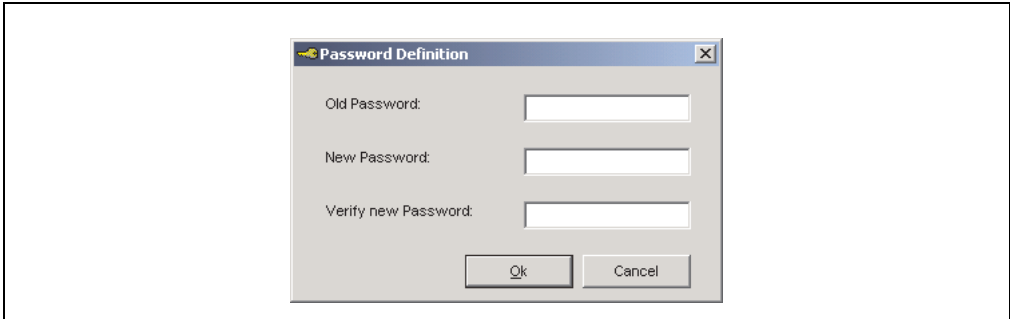 Password Definition
Old Password:
New Password:
Verify new Password:
Ok Cancel